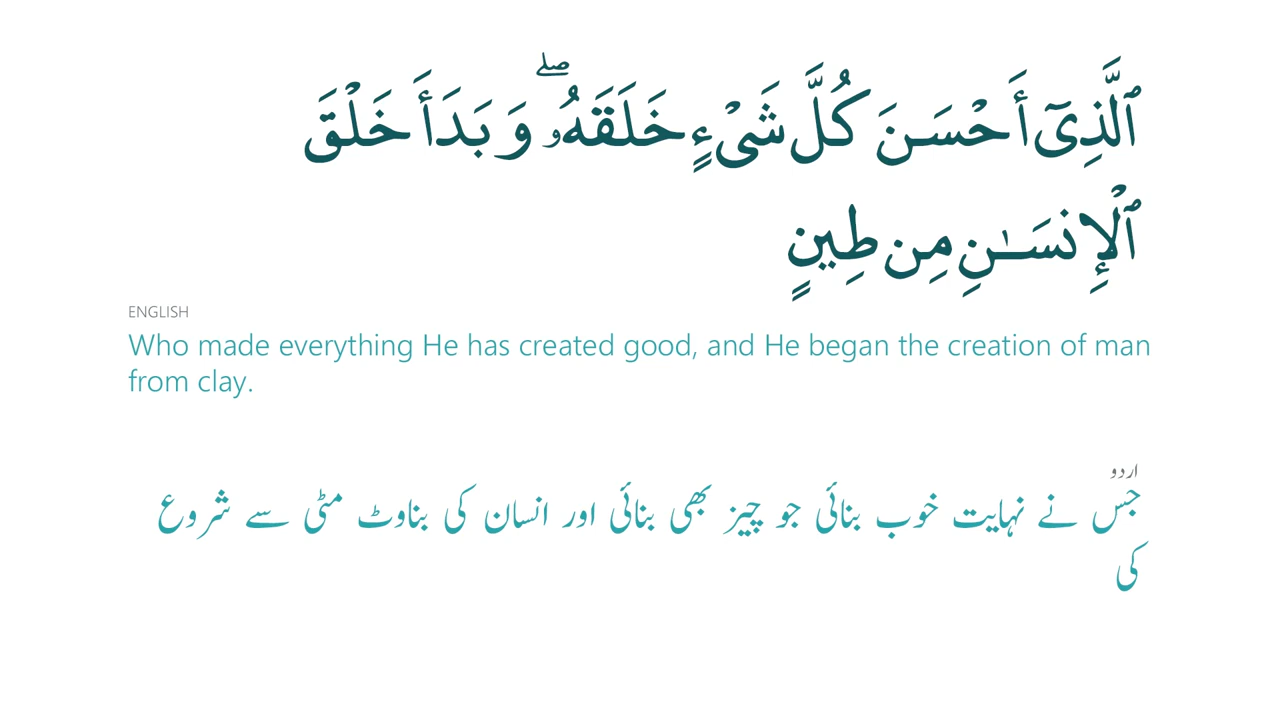 ٱلَّذِىٓ أَحْسَنَ كُلَّ شَىْءٍ خَلَقَهُۥ ۖ وَ بَدَأَ خَلْقَ
ٱلْإِنسَـٰنِ مِن طِينٍ
ENGLISH
Who made everything He has created good, and He began the creation of man
from clay.
اردو
جس نے نہایت خوب بنائی جو چیز بھی بنائی اور انسان کی بناوٹ مٹی سے شروع
کی